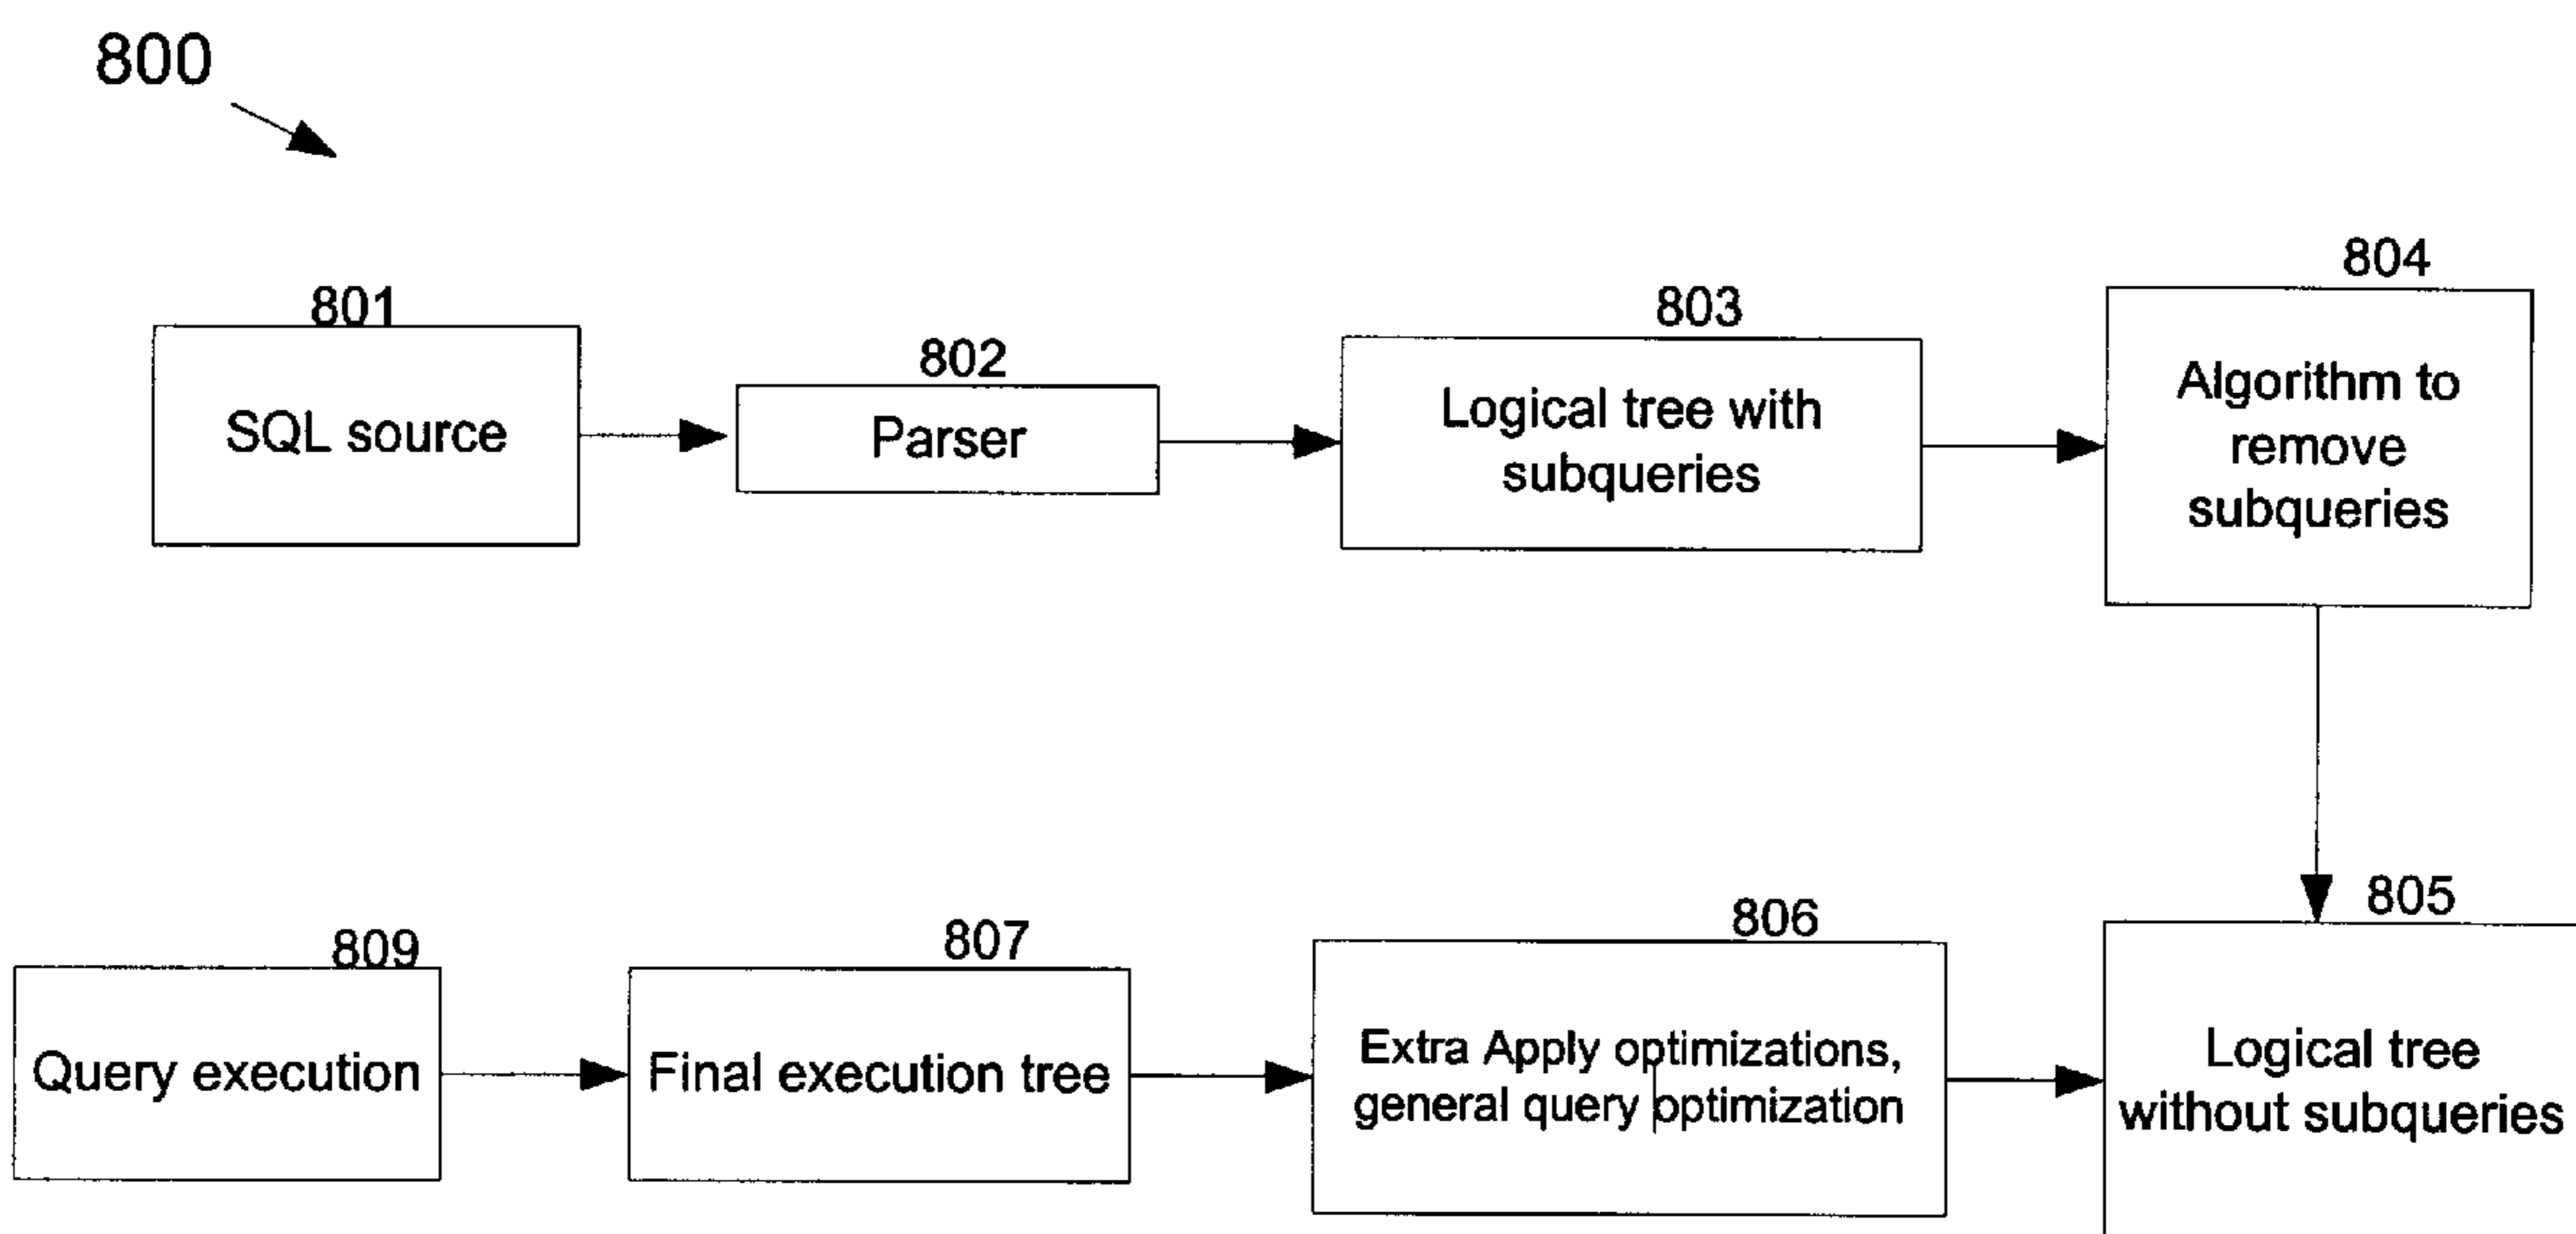 800
801
SQL source
802
Parser
803
Logical tree with
subqueries
804
Algorithm to
remove
subqueries
809
Query execution
807
Final execution tree
806
Extra Apply optimizations,
general query optimization
805
Logical tree
without subqueries